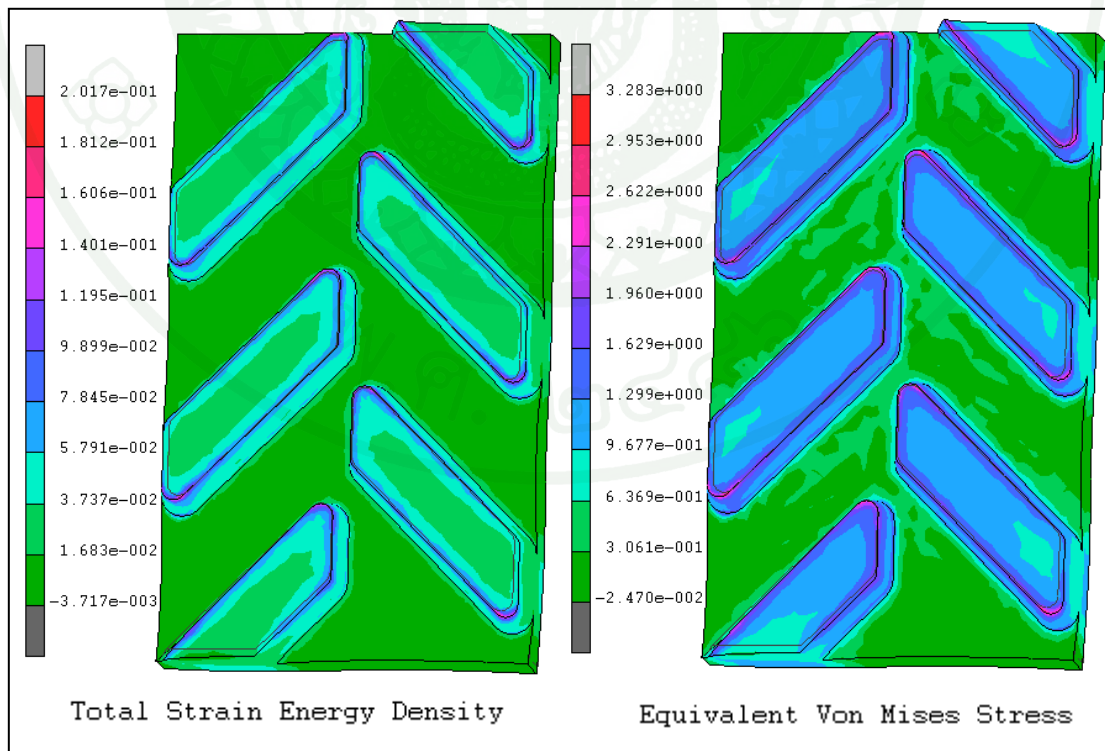 2.017e-001
1.812e-001
1.606e-001
1.401e-001
1.195e-001
9.899e-002
7.845e-002
5.791e-002
3.737e-002
1.683e-002
-3.717e-003
Total Strain Energy Density
3.283e+000
2.953e+000
2.622e+000
2.291e+000
1.960e+000
1.629e+000
1.299e+000
9.677e-001
6.369e-001
3.061e-001
-2.470e-002
Equivalent Von Mises Stress